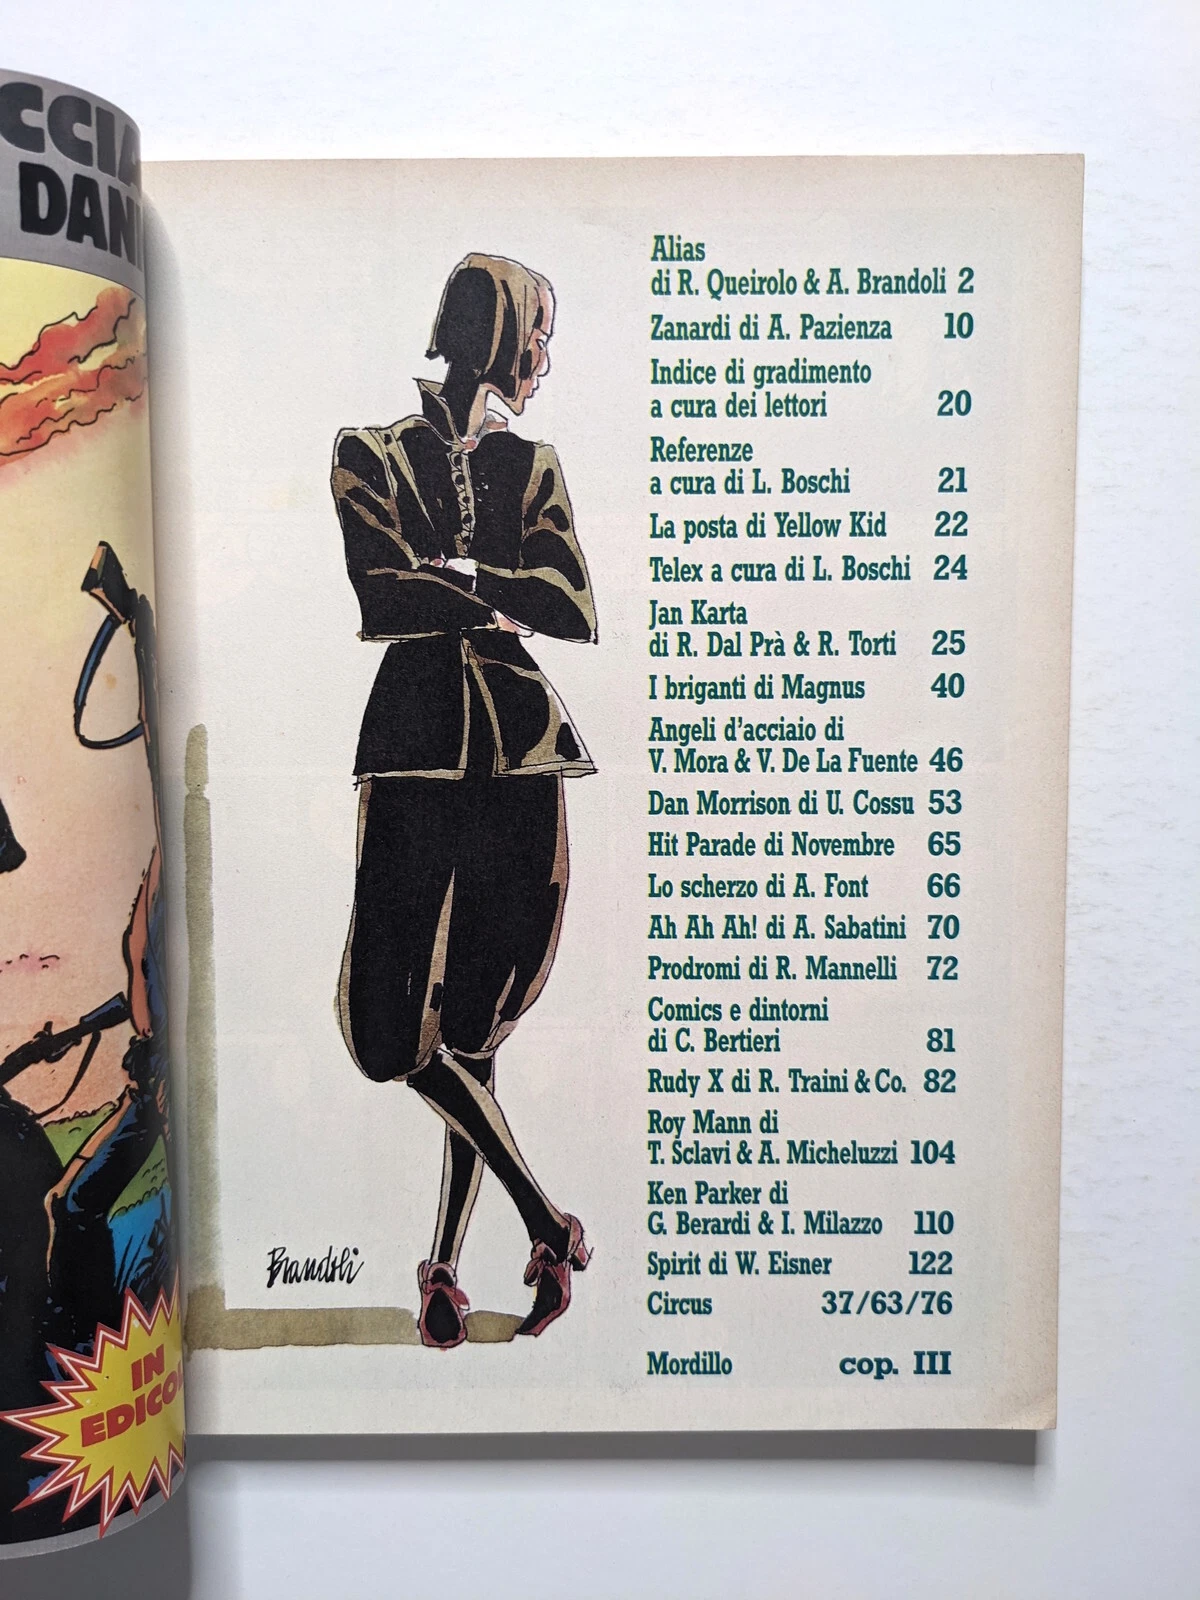 DAN
IN
Alias
di R. Queirolo & A. Brandoli 2
Zanardi di A. Pazienza 10
Indice di gradimento
a cura dei lettori 20
Referenze
a cura di L. Boschi 21
La posta di Yellow Kid 22
Telex a cura di L. Boschi 24
Jan Karta
di R. Dal Prà & R. Torti 25
I briganti di Magnus 40
Angeli d'acciaio di
V. Mora & V. De La Fuente 46
Dan Morrison di U. Cossu 53
Hit Parade di Novembre 65
Lo scherzo di A. Font 66
Ah Ah Ah! di A. Sabatini 70
Prodromi di R. Mannelli 72
Comics e dintorni
di C. Bertieri 81
Rudy X di R. Traini & Co. 82
Roy Mann di
T. Sclavi & A. Micheluzzi 104
Ken Parker di
G. Berardi & I. Milazzo 110
Spirit di W. Eisner 122
Circus 37/63/76
Mordillo cop. III
Brandoli